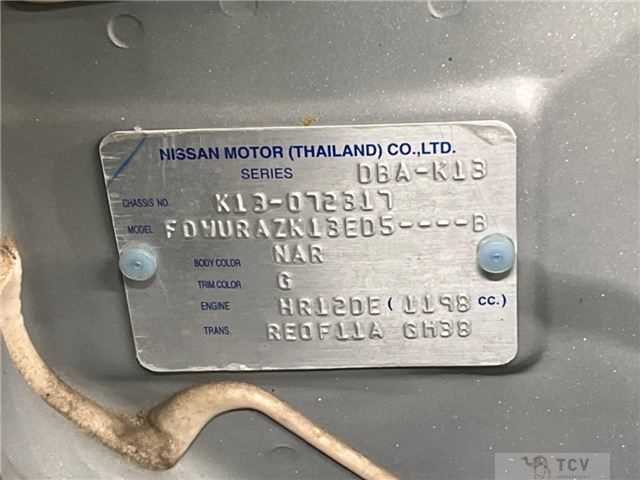 NISSAN MOTOR (THAILAND) CO.,LTD.
SERIES DBA-K13
CHASSIS NO. K13-072317
MODEL FDMURAZK13ED5----B
BODY COLOR NAR
TRIM COLOR G
ENGINE HR12DE (1198 CC.)
TRANS. RE0F11A GH38
TCV